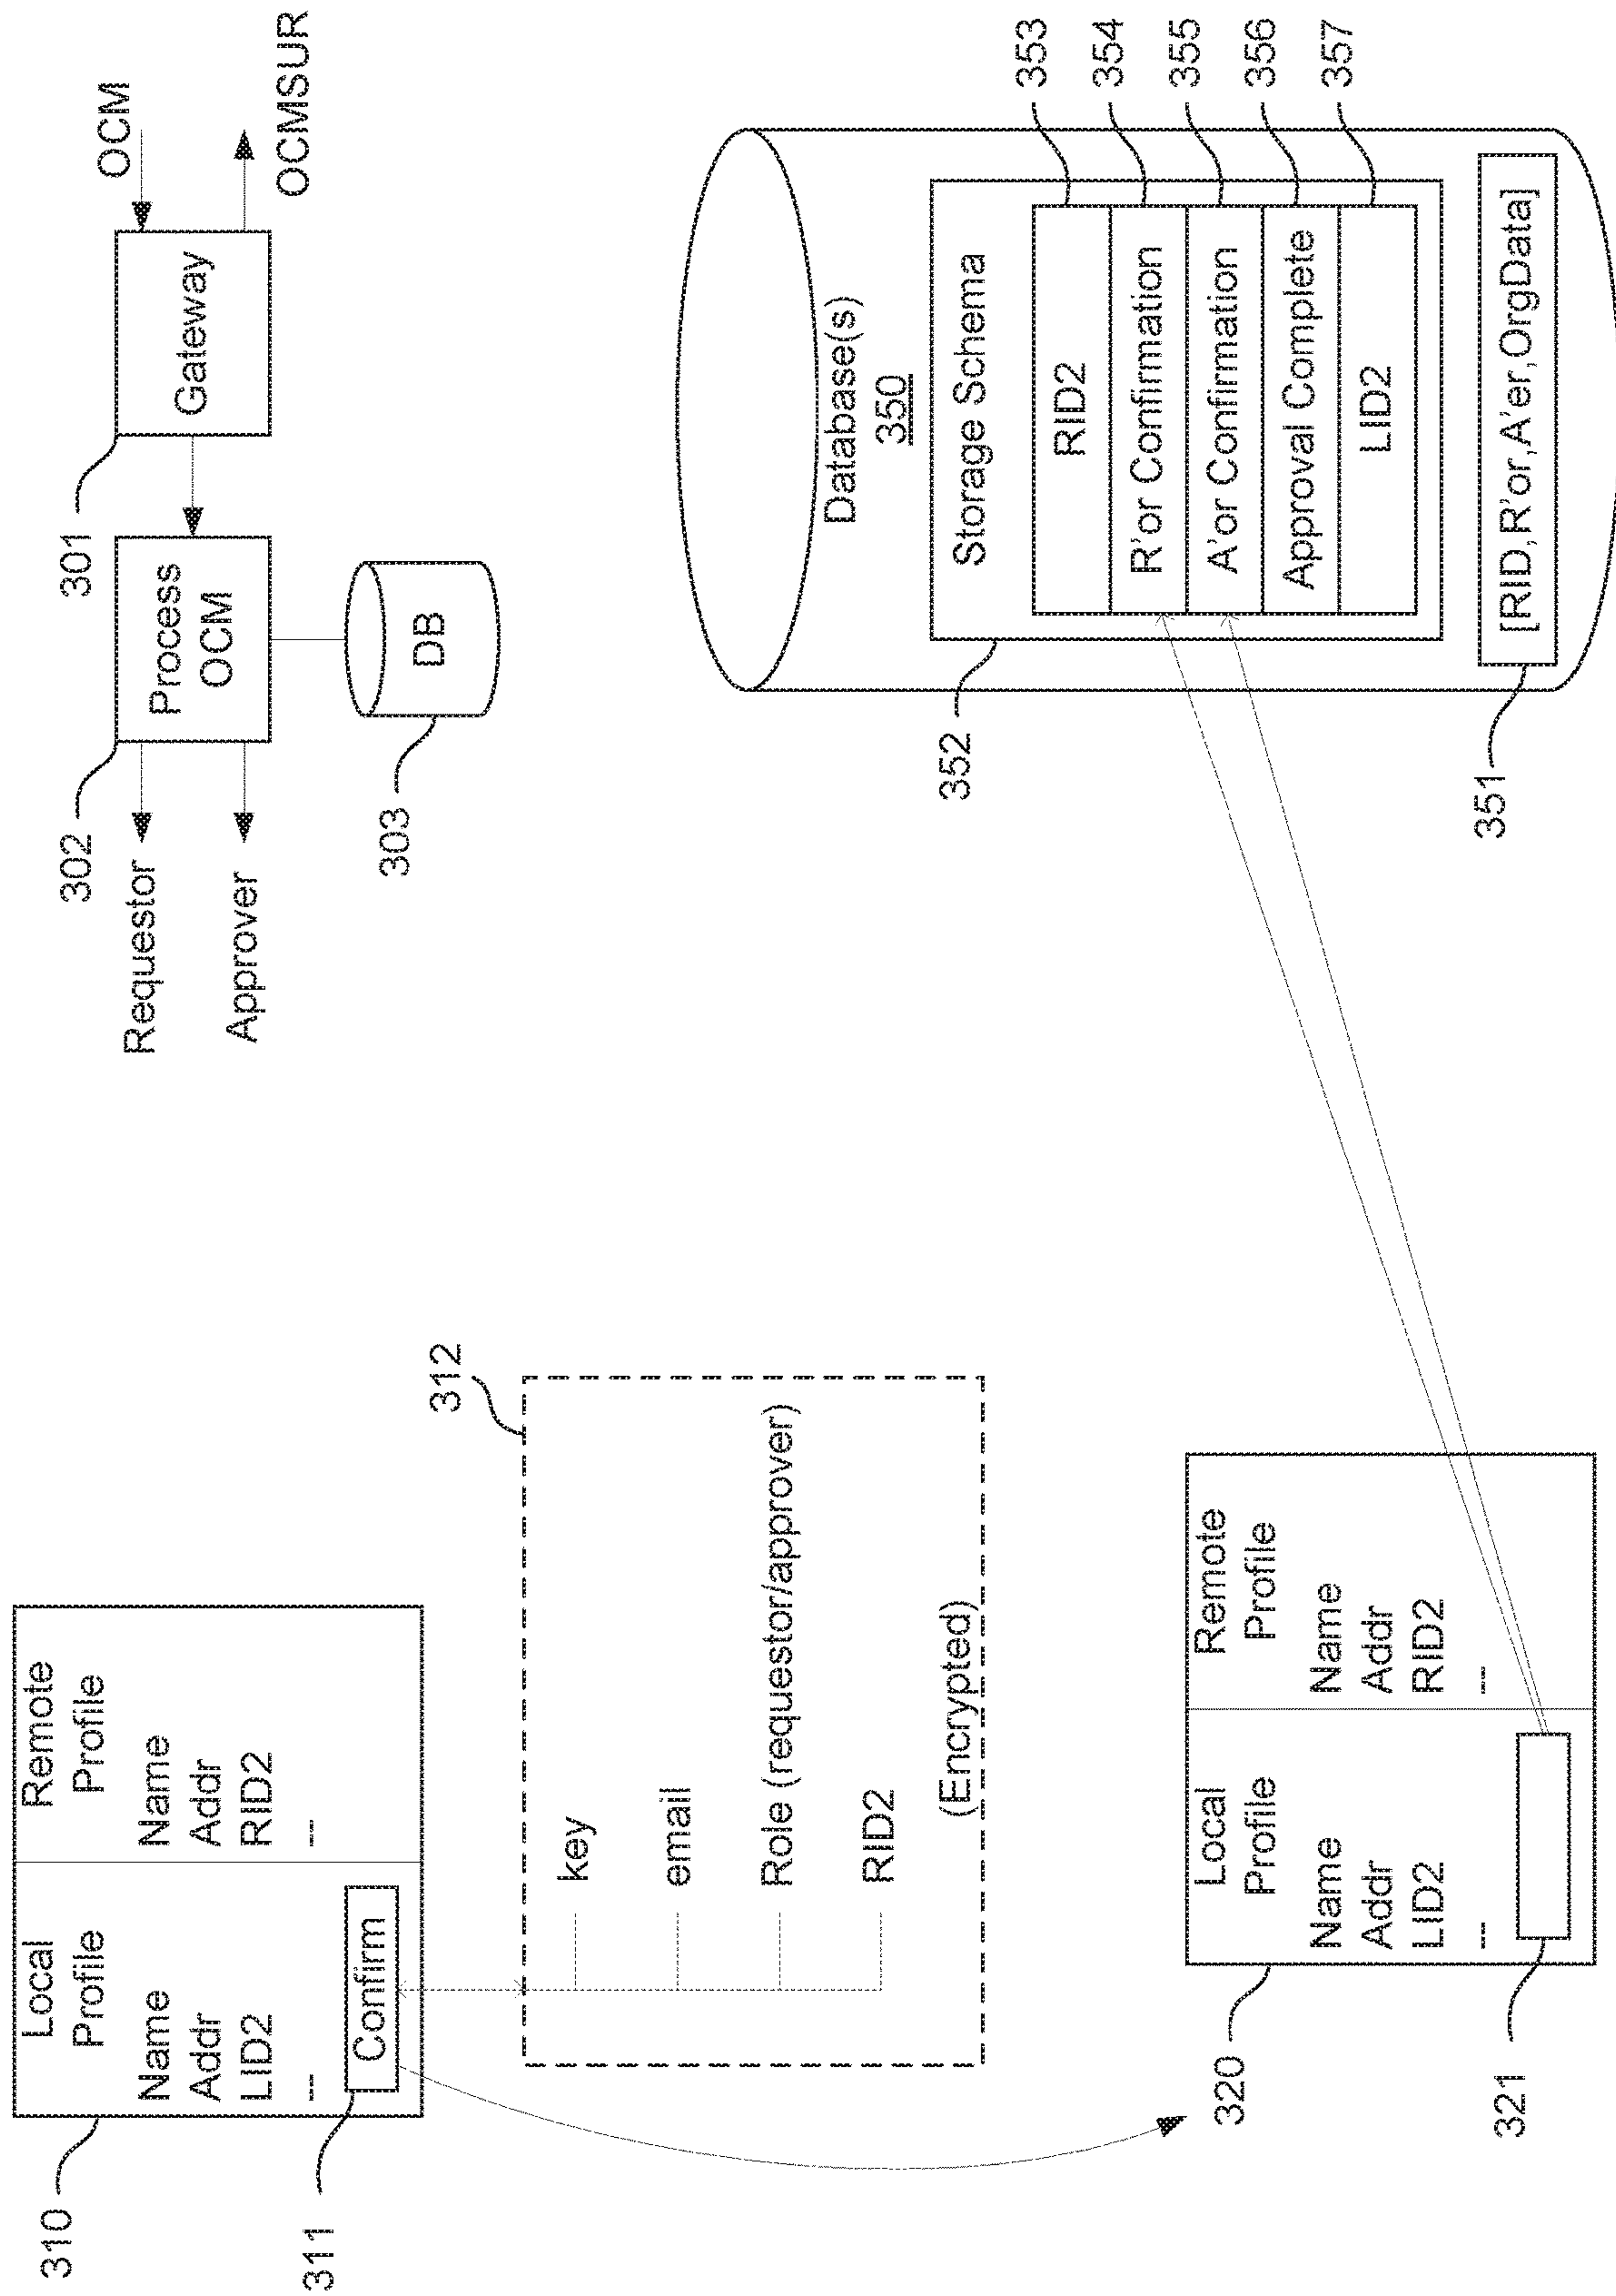 310
Local
Profile
Name
Addr
LID2
--
Remote
Profile
Name
Addr
RID2
--
311
Confirm
312
key
email
Role (requestor/approver)
RID2
(Encrypted)
320
Local
Profile
Name
Addr
LID2
--
Remote
Profile
Name
Addr
RID2
--
321
Requestor
Approver
302
Process
OCM
303
DB
301
Gateway
OCM
OCMSUR
Database(s)
350
352
Storage Schema
RID2
353
R'or Confirmation
354
A'or Confirmation
355
Approval Complete
356
LID2
357
351
[RID,R'or,A'er,OrgData]